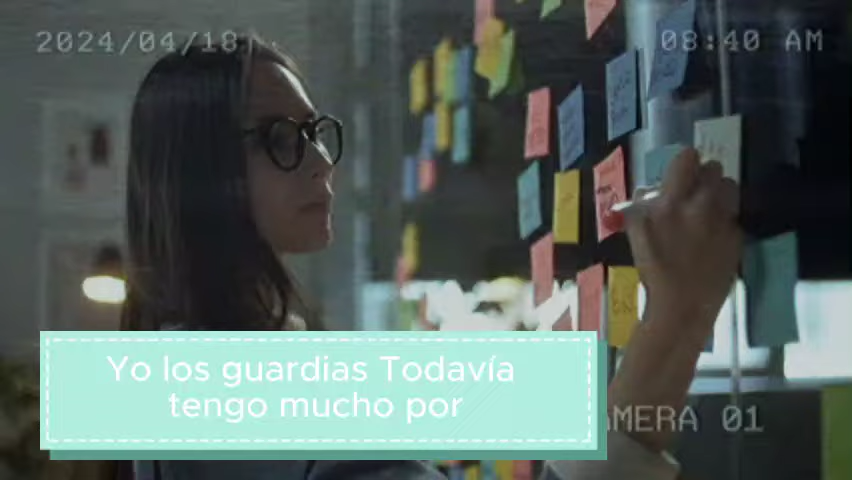 2024/04/18
08:40 AM
Yo los guardias Todavía
tengo mucho por
AMERA 01